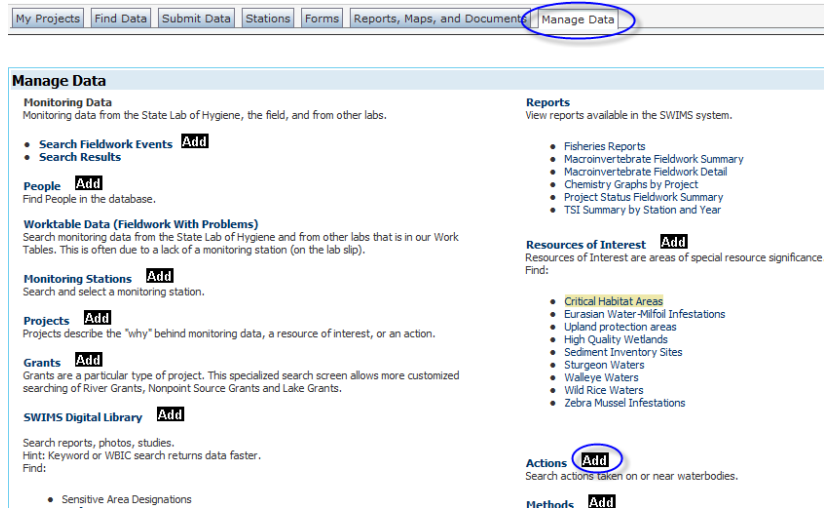 My Projects Find Data Submit Data Stations Forms Reports, Maps, and Documents Manage Data
Manage Data
Monitoring Data
Monitoring data from the State Lab of Hygiene, the field, and from other labs.
Search Fieldwork Events Add
Search Results
People Add
Find People in the database.
Worktable Data (Fieldwork With Problems)
Search monitoring data from the State Lab of Hygiene and from other labs that is in our Work
Tables. This is often due to a lack of a monitoring station (on the lab slip).
Monitoring Stations Add
Search and select a monitoring station.
Projects Add
Projects describe the "why" behind monitoring data, a resource of interest, or an action.
Grants Add
Grants are a particular type of project. This specialized search screen allows more customized
searching of River Grants, Nonpoint Source Grants and Lake Grants.
SWIMS Digital Library Add
Search reports, photos, studies.
Hint: Keyword or WBIC search returns data faster.
Find:
Sensitive Area Designations
Reports
View reports available in the SWIMS system.
Fisheries Reports
Macroinvertebrate Fieldwork Summary
Macroinvertebrate Fieldwork Detail
Chemistry Graphs by Project
Project Status Fieldwork Summary
TSI Summary by Station and Year
Resources of Interest Add
Resources of Interest are areas of special resource significance.
Find:
Critical Habitat Areas
Eurasian Water-Milfoil Infestations
Upland protection areas
High Quality Wetlands
Sediment Inventory Sites
Sturgeon Waters
Walleye Waters
Wild Rice Waters
Zebra Mussel Infestations
Actions Add
Search actions taken on or near waterbodies.
Methods Add